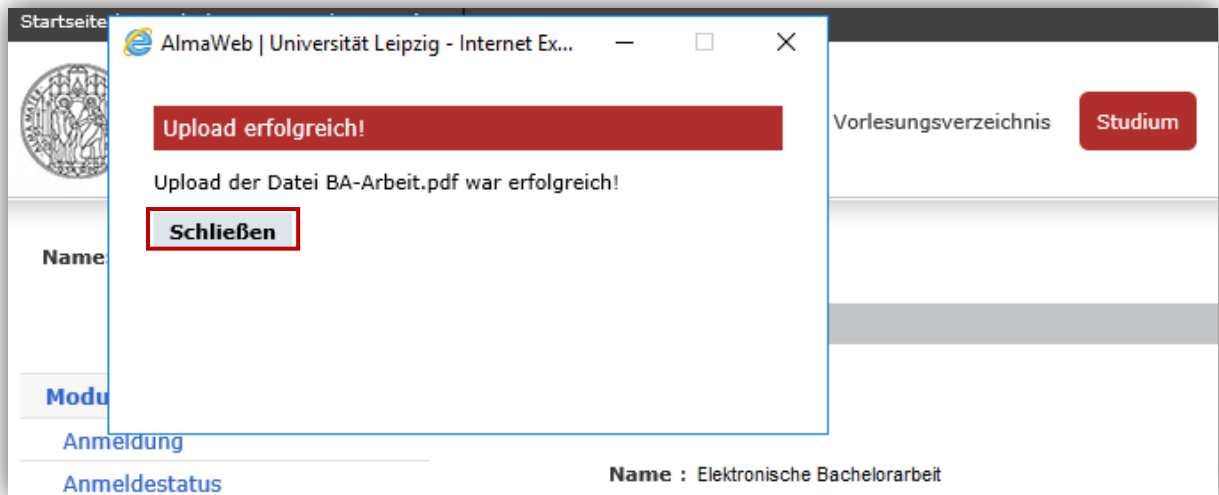 Startseite
AlmaWeb | Universität Leipzig - Internet Ex...
Upload erfolgreich!
Vorlesungsverzeichnis
Studium
Upload der Datei BA-Arbeit.pdf war erfolgreich!
Schließen
Name:
Modu
Anmeldung
Anmeldestatus
Name : Elektronische Bachelorarbeit